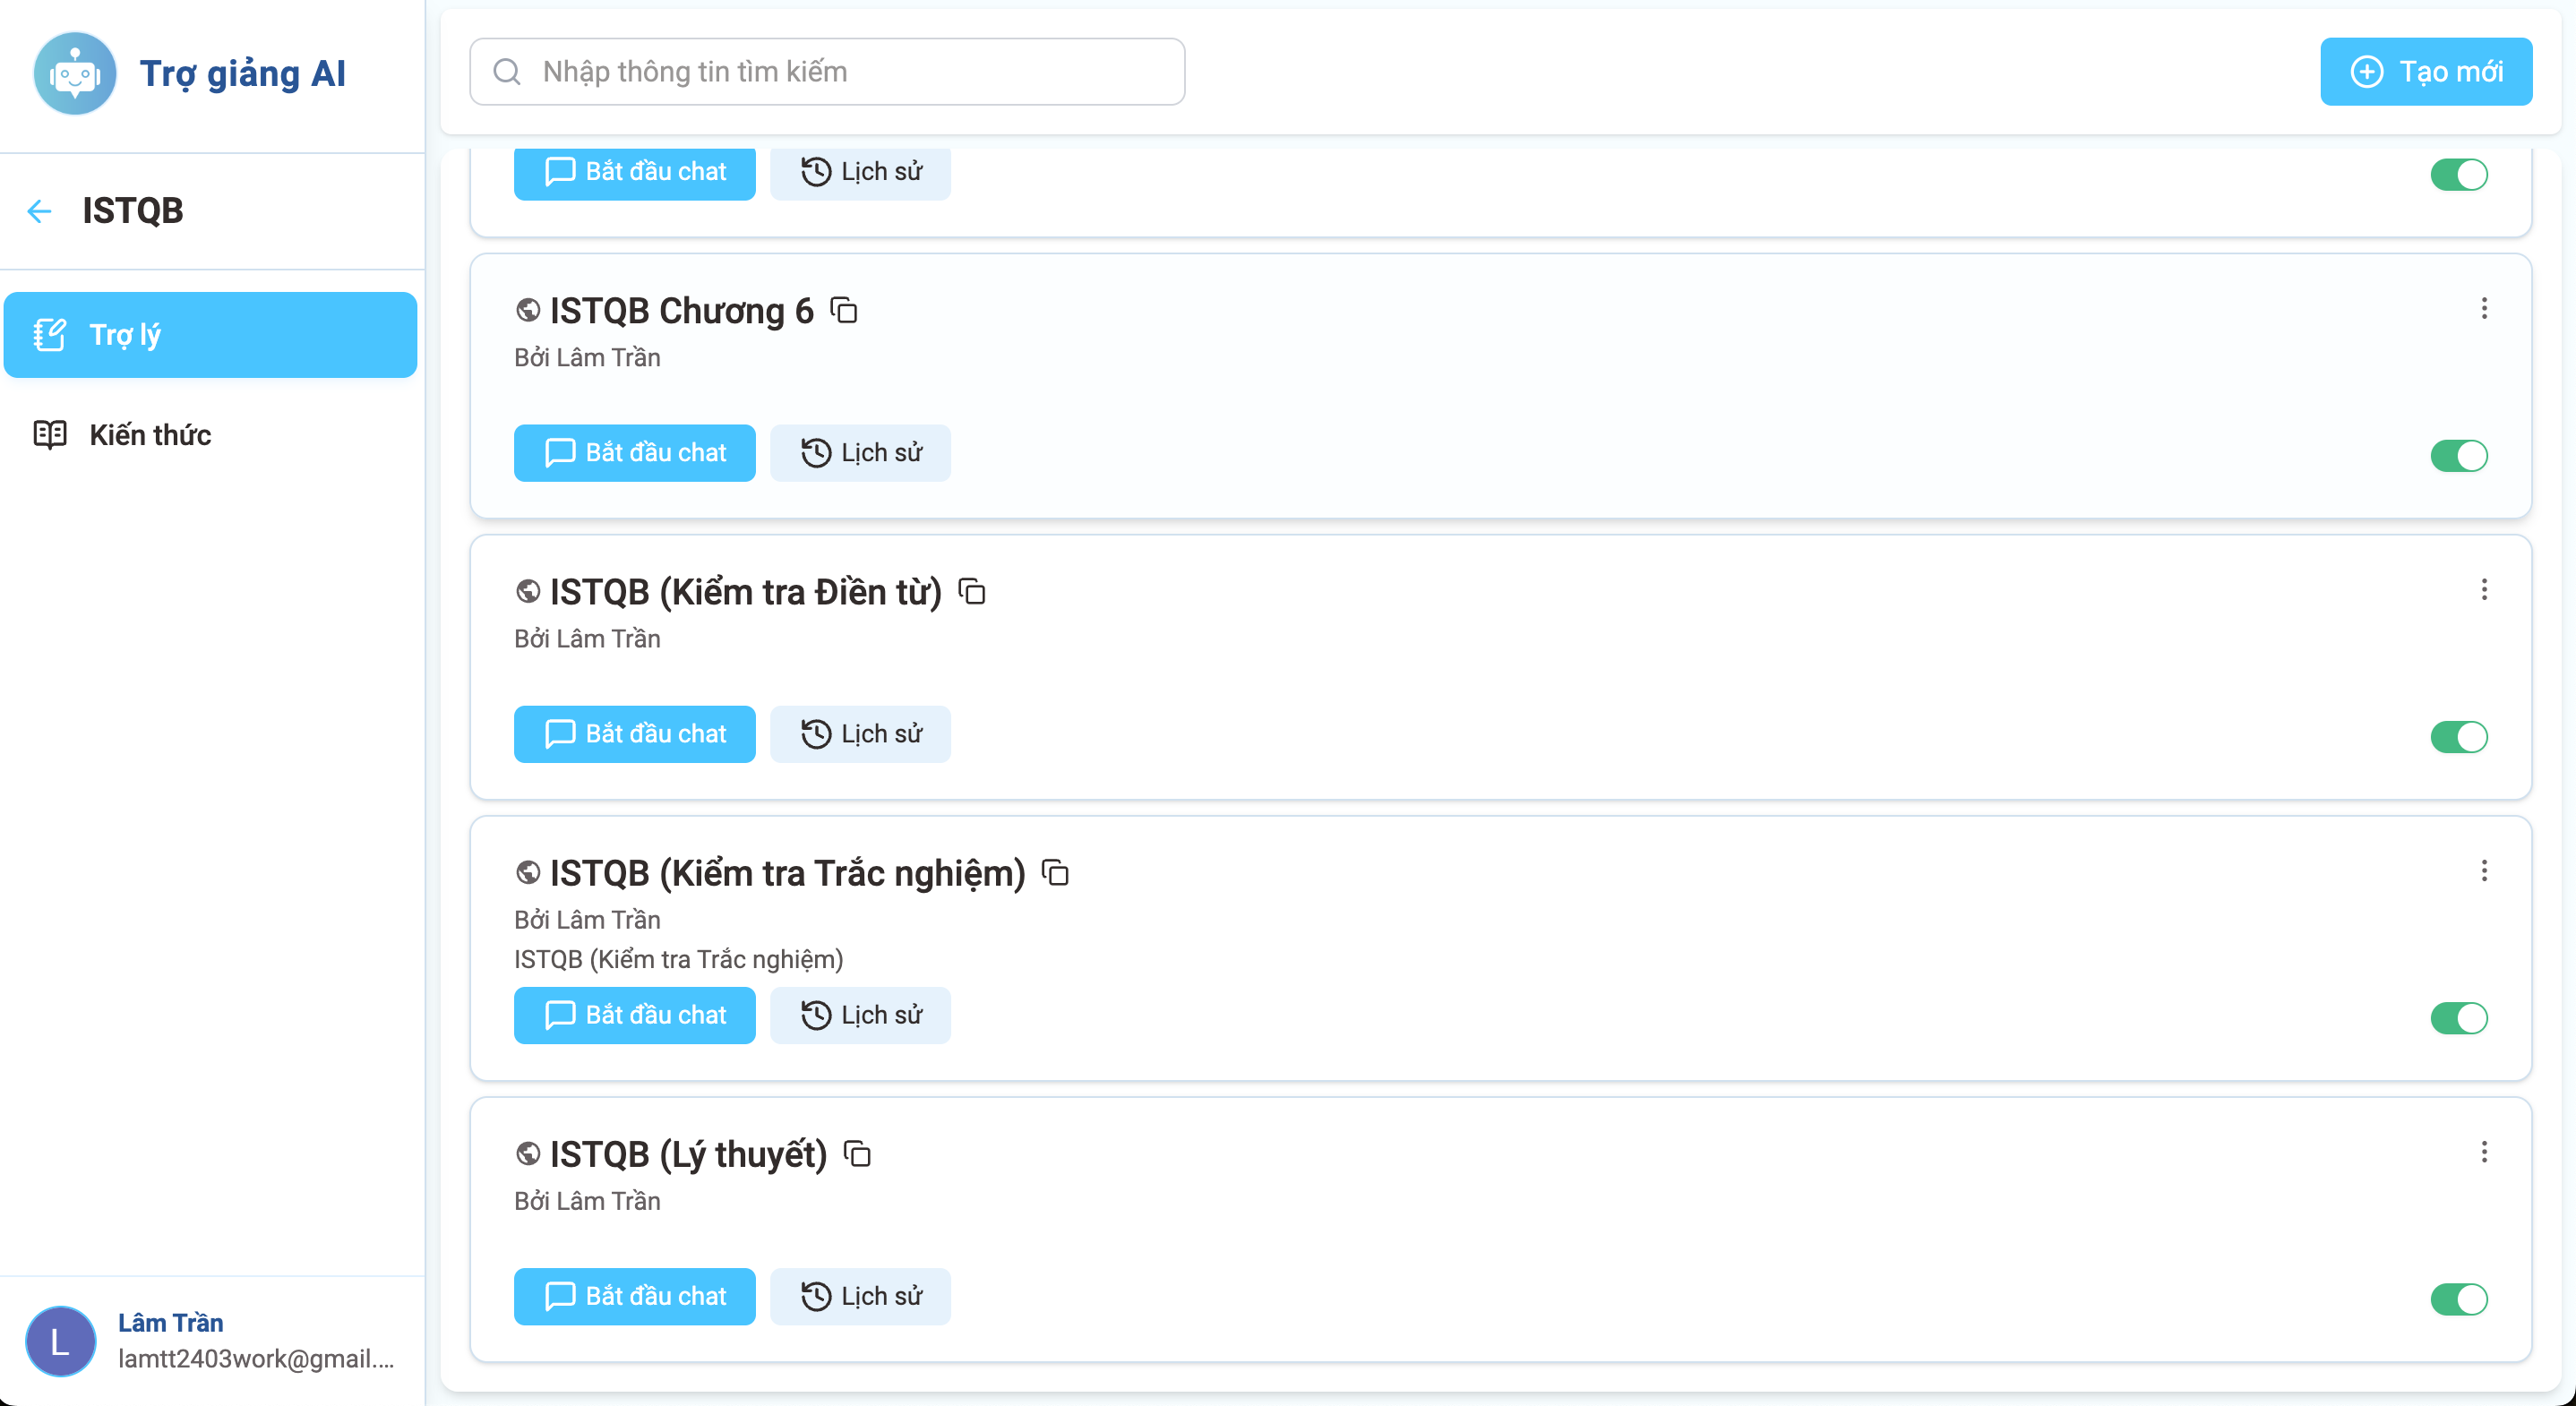 Trợ giảng AI
ISTQB
Trợ lý
Kiến thức
Lâm Trần
L
lamtt2403work@gmail....
Nhập thông tin tìm kiếm
Tạo mới
Bắt đầu chat Lịch sử
ISTQB Chương 6
Bởi Lâm Trần
Bắt đầu chat Lịch sử
ISTQB (Kiểm tra Điền từ)
Bởi Lâm Trần
Bắt đầu chat Lịch sử
ISTQB (Kiểm tra Trắc nghiệm)
Bởi Lâm Trần
ISTQB (Kiểm tra Trắc nghiệm)
Bắt đầu chat Lịch sử
ISTQB (Lý thuyết)
Bởi Lâm Trần
Bắt đầu chat Lịch sử